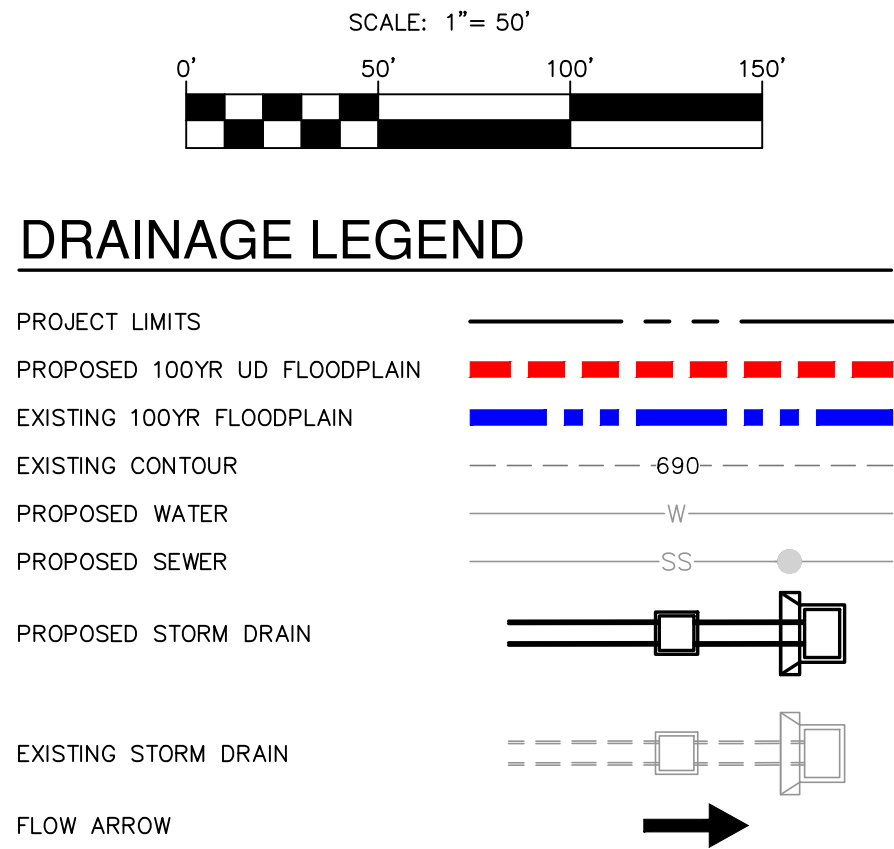 SCALE: 1"= 50'
0' 50' 100' 150'
DRAINAGE LEGEND
PROJECT LIMITS
PROPOSED 100YR UD FLOODPLAIN
EXISTING 100YR FLOODPLAIN
EXISTING CONTOUR 690
PROPOSED WATER W
PROPOSED SEWER SS
PROPOSED STORM DRAIN
EXISTING STORM DRAIN
FLOW ARROW